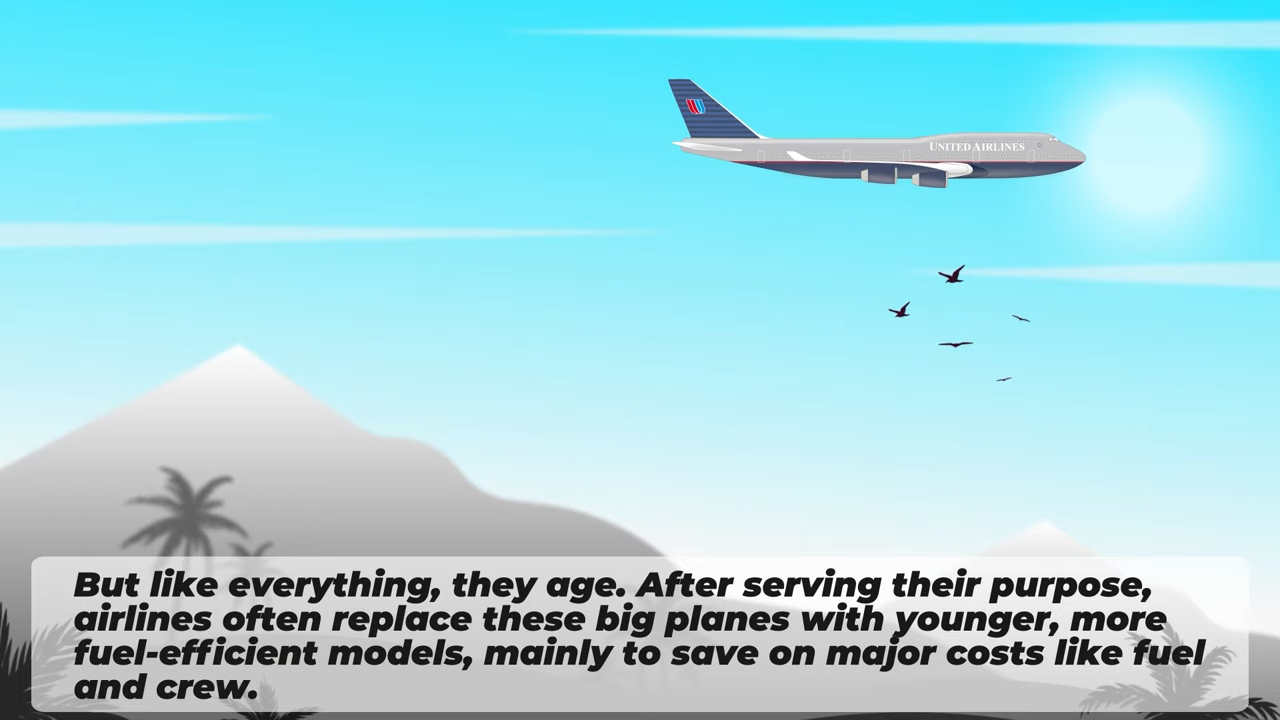 UNITED AIRLINES
But like everything, they age. After serving their purpose,
airlines often replace these big planes with younger, more
fuel-efficient models, mainly to save on major costs like fuel
and crew.